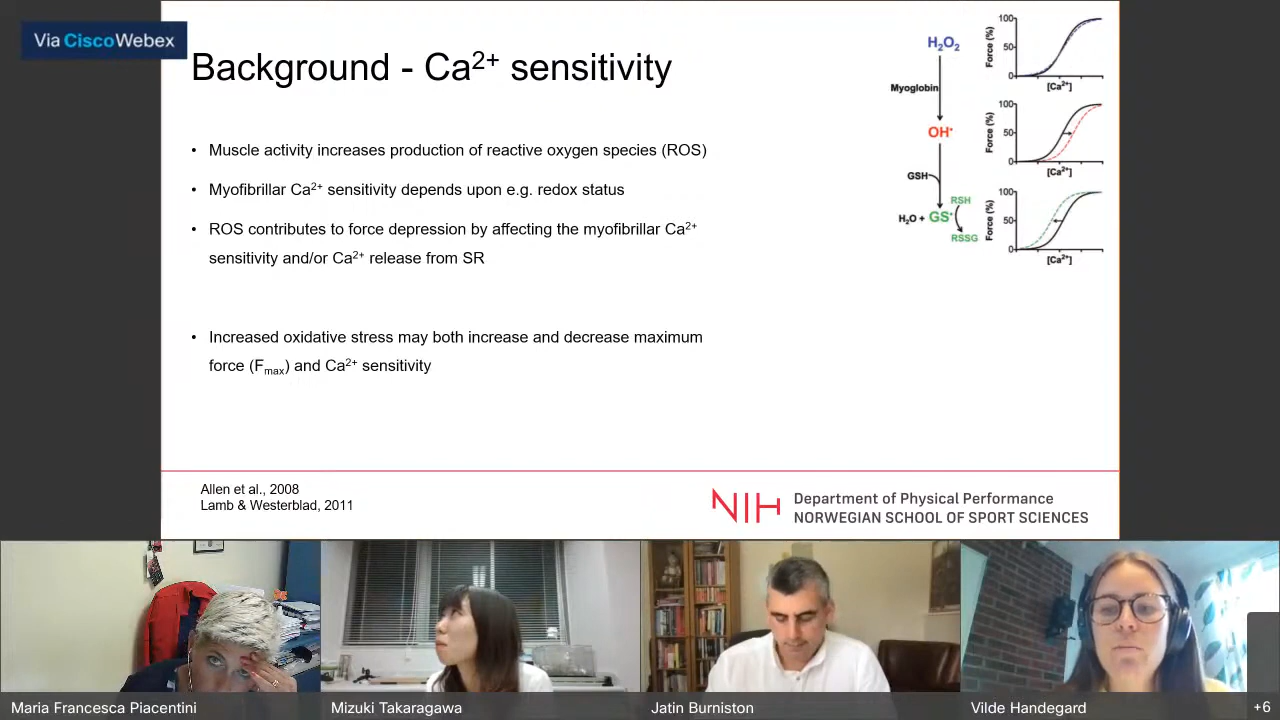 Via CiscoWebex
Background - Ca²⁺ sensitivity
• Muscle activity increases production of reactive oxygen species (ROS)
• Myofibrillar Ca²⁺ sensitivity depends upon e.g. redox status
• ROS contributes to force depression by affecting the myofibrillar Ca²⁺
sensitivity and/or Ca²⁺ release from SR
• Increased oxidative stress may both increase and decrease maximum
force (Fmax) and Ca²⁺ sensitivity
H₂O₂
Myoglobin
OH•
GSH
RSH
H₂O + GS•
RSSG
100
50
0
Force (%)
[Ca²⁺]
100
50
0
Force (%)
[Ca²⁺]
100
50
0
Force (%)
[Ca²⁺]
Allen et al., 2008
Lamb & Westerblad, 2011
NIH
Department of Physical Performance
NORWEGIAN SCHOOL OF SPORT SCIENCES
Maria Francesca Piacentini
Mizuki Takaragawa
Jatin Burniston
Vilde Handegard
+6